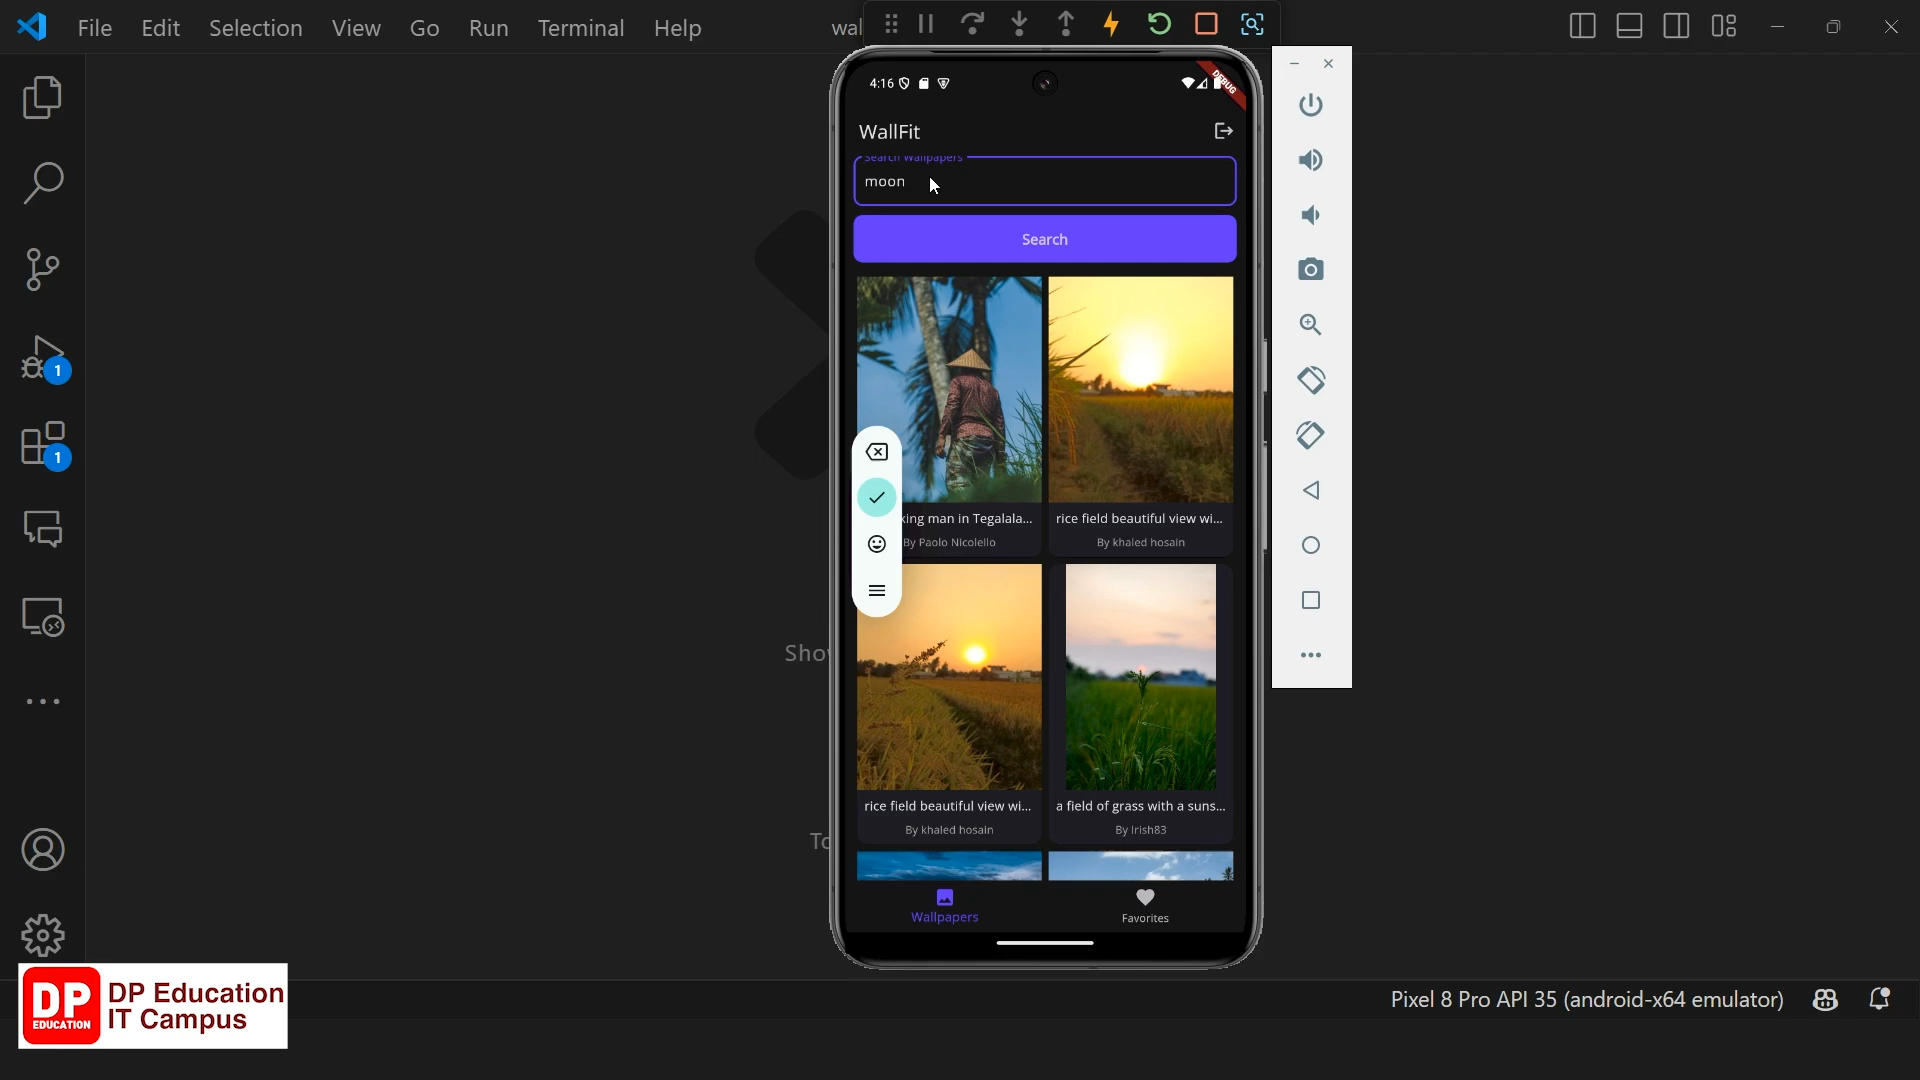 File Edit Selection View Go Run Terminal Help
wal
4:16
DEBUG
WallFit
Search Wallpapers
moon
Search
king man in Tegalala...
By Paolo Nicolello
rice field beautiful view wi...
By khaled hosain
rice field beautiful view wi...
By khaled hosain
a field of grass with a suns...
By Irish83
Wallpapers
Favorites
1
1
Sho
To
DP
EDUCATION
DP Education
IT Campus
Pixel 8 Pro API 35 (android-x64 emulator)